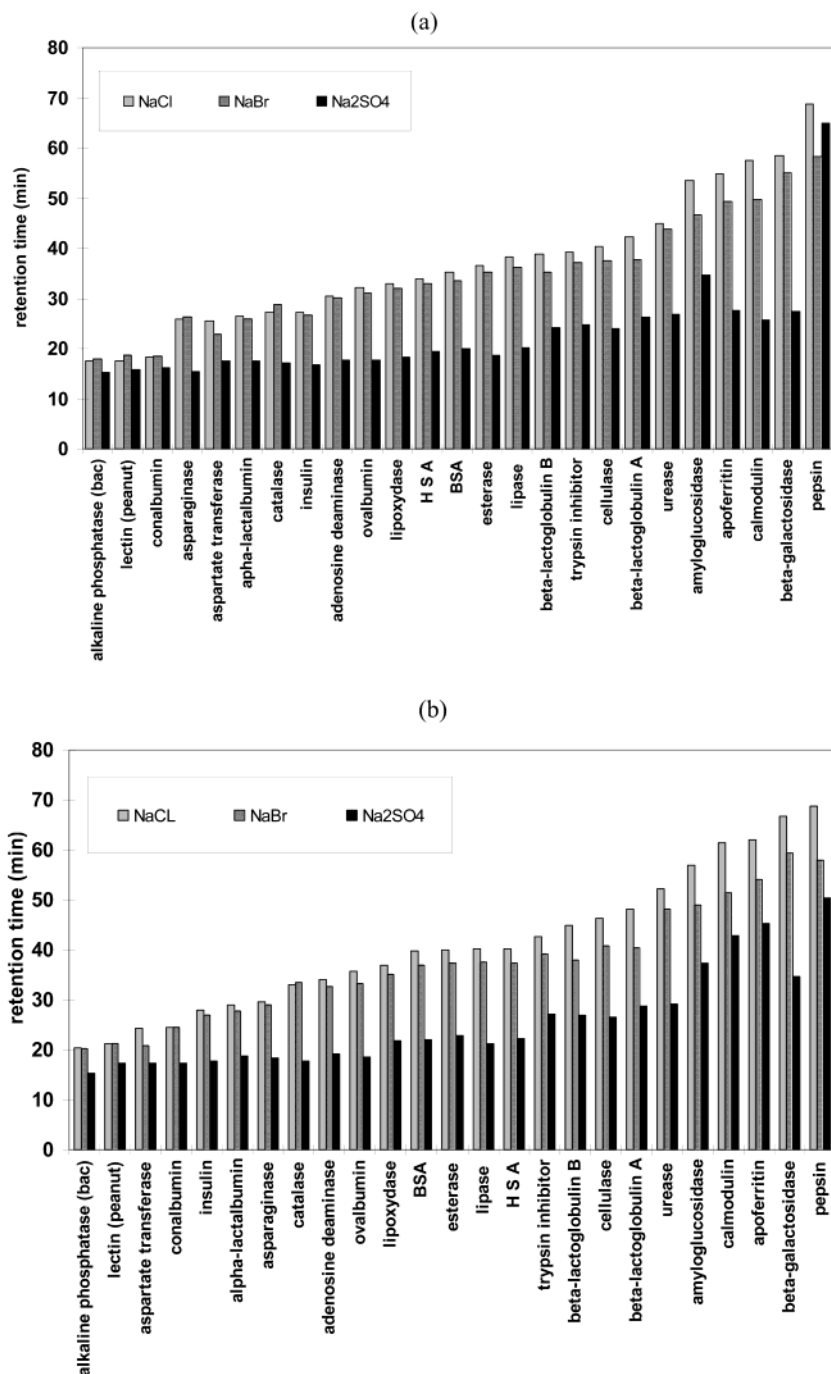 (a)
80
70
60
50
40
30
20
10
0
retention time (min)
NaCl NaBr Na2SO4
alkaline phosphatase (bac)
lectin (peanut)
conalbumin
asparaginase
aspartate transferase
apha-lactalbumin
catalase
insulin
adenosine deaminase
ovalbumin
lipoxydase
H S A
BSA
esterase
lipase
beta-lactoglobulin B
trypsin inhibitor
cellulase
beta-lactoglobulin A
urease
amyloglucosidase
apoferritin
calmodulin
beta-galactosidase
pepsin
(b)
80
70
60
50
40
30
20
10
0
retention time (min)
NaCL NaBr Na2SO4
alkaline phosphatase (bac)
lectin (peanut)
aspartate transferase
conalbumin
insulin
alpha-lactalbumin
asparaginase
catalase
adenosine deaminase
ovalbumin
lipoxydase
BSA
esterase
lipase
H S A
trypsin inhibitor
beta-lactoglobulin B
cellulase
beta-lactoglobulin A
urease
amyloglucosidase
calmodulin
apoferritin
beta-galactosidase
pepsin